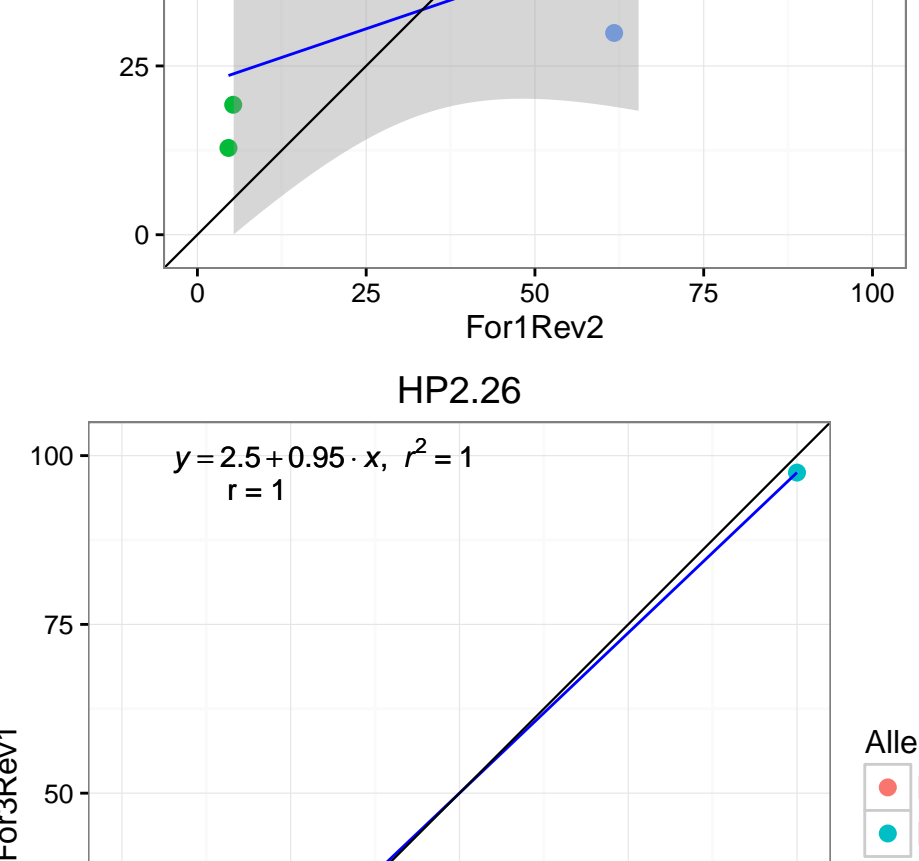 25
0
0 25 50 75 100
For1Rev2
HP2.26
100
y = 2.5 + 0.95 · x, r² = 1
r = 1
75
50
For3Rev1
Alle